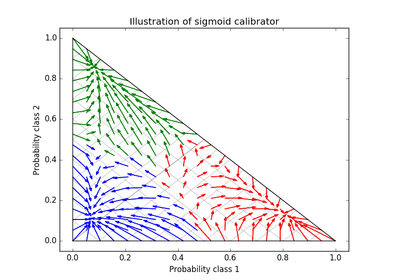 Illustration of sigmoid calibrator
1.0
0.8
0.6
0.4
0.2
0.0
Probability class 2
0.0 0.2 0.4 0.6 0.8 1.0
Probability class 1